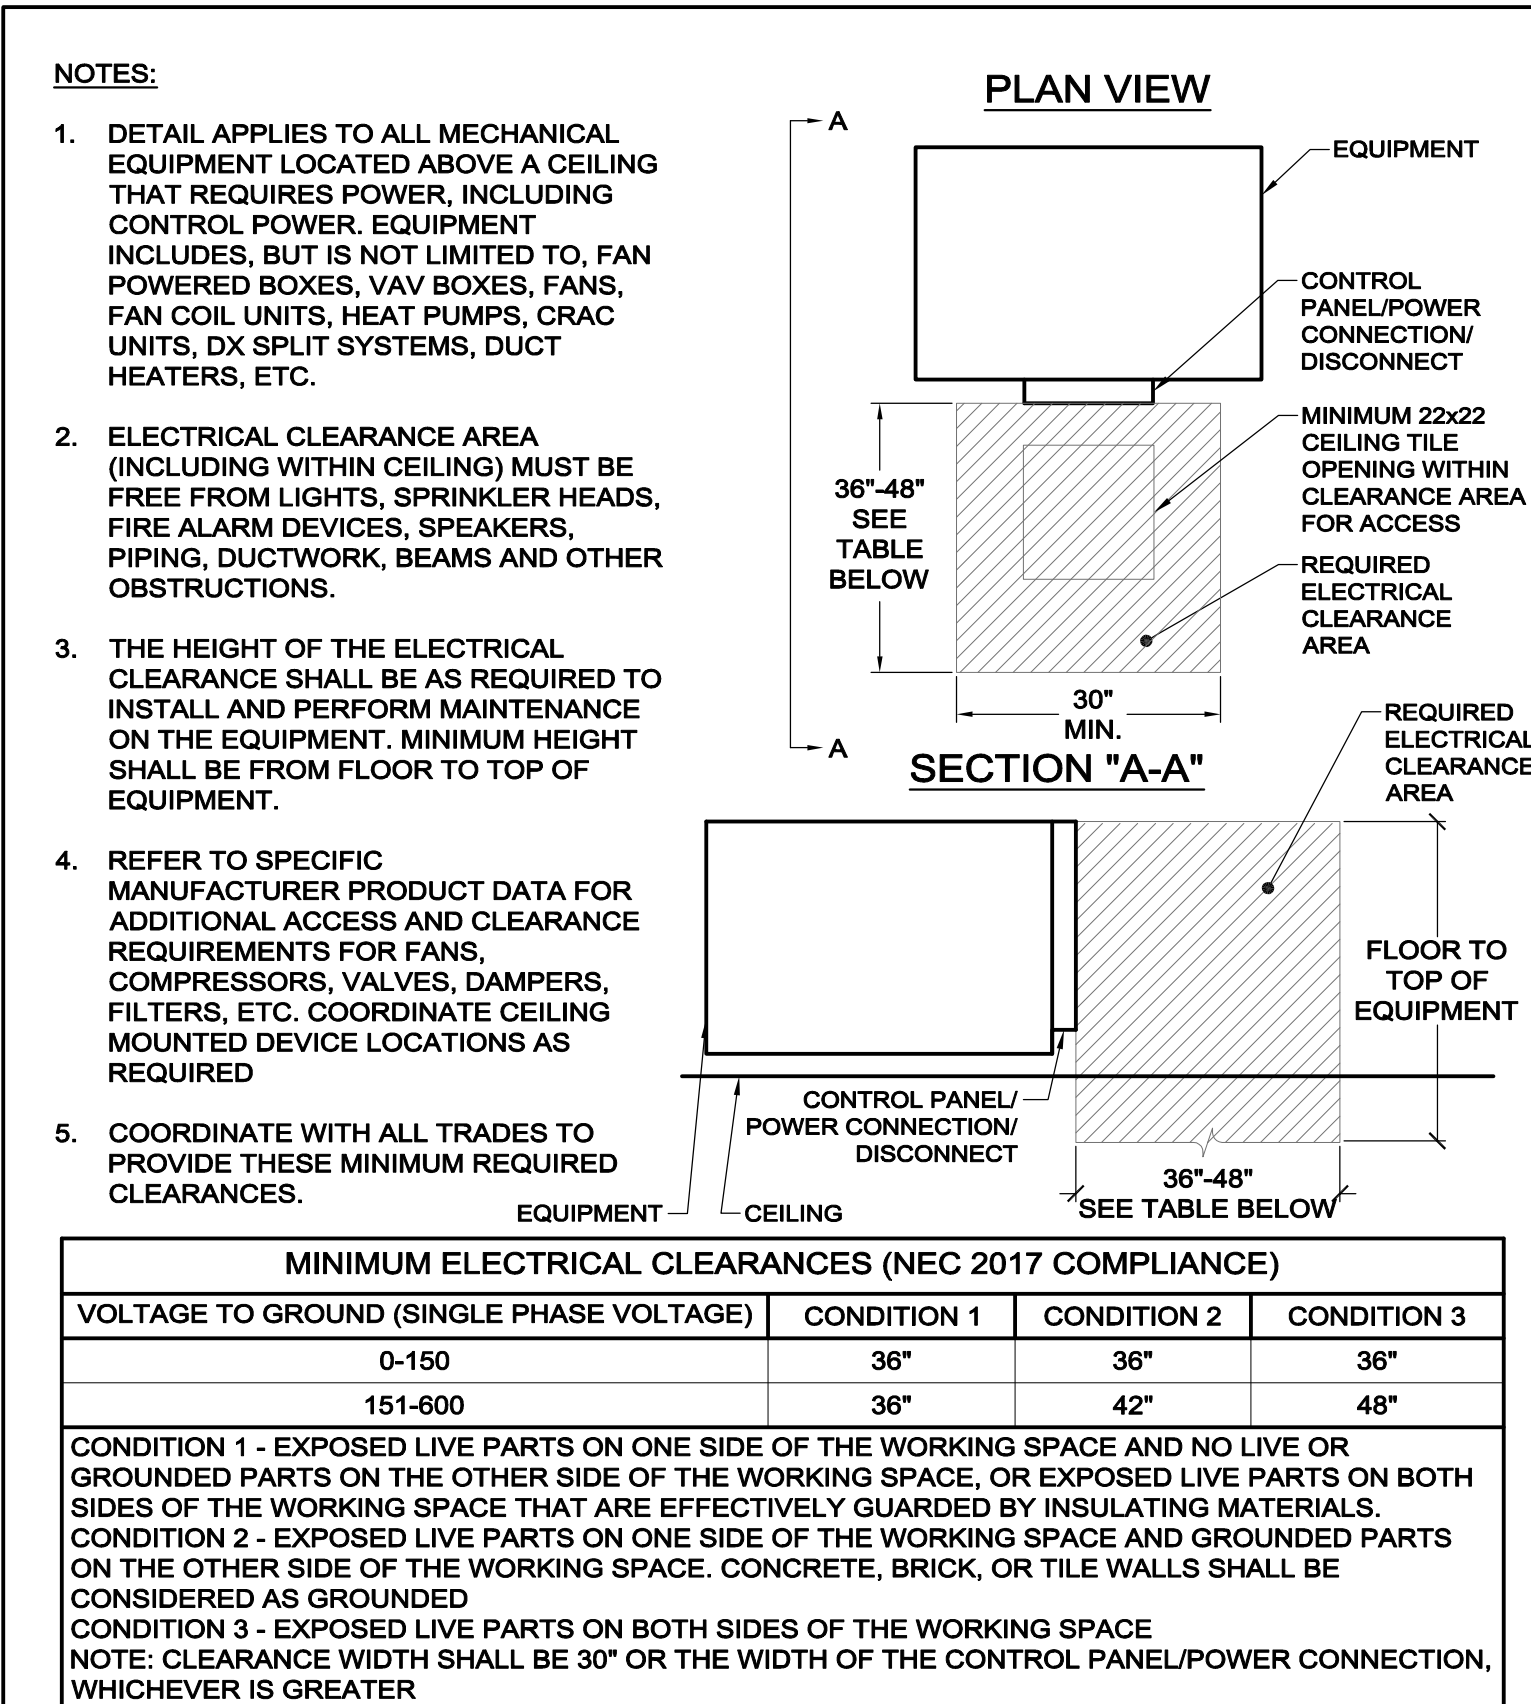 NOTES:
1. DETAIL APPLIES TO ALL MECHANICAL
EQUIPMENT LOCATED ABOVE A CEILING
THAT REQUIRES POWER, INCLUDING
CONTROL POWER. EQUIPMENT
INCLUDES, BUT IS NOT LIMITED TO, FAN
POWERED BOXES, VAV BOXES, FANS,
FAN COIL UNITS, HEAT PUMPS, CRAC
UNITS, DX SPLIT SYSTEMS, DUCT
HEATERS, ETC.
2. ELECTRICAL CLEARANCE AREA
(INCLUDING WITHIN CEILING) MUST BE
FREE FROM LIGHTS, SPRINKLER HEADS,
FIRE ALARM DEVICES, SPEAKERS,
PIPING, DUCTWORK, BEAMS AND OTHER
OBSTRUCTIONS.
3. THE HEIGHT OF THE ELECTRICAL
CLEARANCE SHALL BE AS REQUIRED TO
INSTALL AND PERFORM MAINTENANCE
ON THE EQUIPMENT. MINIMUM HEIGHT
SHALL BE FROM FLOOR TO TOP OF
EQUIPMENT.
4. REFER TO SPECIFIC
MANUFACTURER PRODUCT DATA FOR
ADDITIONAL ACCESS AND CLEARANCE
REQUIREMENTS FOR FANS,
COMPRESSORS, VALVES, DAMPERS,
FILTERS, ETC. COORDINATE CEILING
MOUNTED DEVICE LOCATIONS AS
REQUIRED
5. COORDINATE WITH ALL TRADES TO
PROVIDE THESE MINIMUM REQUIRED
CLEARANCES.
PLAN VIEW
A
EQUIPMENT
CONTROL
PANEL/POWER
CONNECTION/
DISCONNECT
MINIMUM 22x22
CEILING TILE
OPENING WITHIN
CLEARANCE AREA
FOR ACCESS
36"-48"
SEE
TABLE
BELOW
REQUIRED
ELECTRICAL
CLEARANCE
AREA
30"
MIN.
A
SECTION "A-A"
REQUIRED
ELECTRICAL
CLEARANCE
AREA
FLOOR TO
TOP OF
EQUIPMENT
CONTROL PANEL/
POWER CONNECTION/
DISCONNECT
36"-48"
SEE TABLE BELOW
EQUIPMENT
CEILING
MINIMUM ELECTRICAL CLEARANCES (NEC 2017 COMPLIANCE)
VOLTAGE TO GROUND (SINGLE PHASE VOLTAGE) CONDITION 1 CONDITION 2 CONDITION 3
0-150 36" 36" 36"
151-600 36" 42" 48"
CONDITION 1 - EXPOSED LIVE PARTS ON ONE SIDE OF THE WORKING SPACE AND NO LIVE OR
GROUNDED PARTS ON THE OTHER SIDE OF THE WORKING SPACE, OR EXPOSED LIVE PARTS ON BOTH
SIDES OF THE WORKING SPACE THAT ARE EFFECTIVELY GUARDED BY INSULATING MATERIALS.
CONDITION 2 - EXPOSED LIVE PARTS ON ONE SIDE OF THE WORKING SPACE AND GROUNDED PARTS
ON THE OTHER SIDE OF THE WORKING SPACE. CONCRETE, BRICK, OR TILE WALLS SHALL BE
CONSIDERED AS GROUNDED
CONDITION 3 - EXPOSED LIVE PARTS ON BOTH SIDES OF THE WORKING SPACE
NOTE: CLEARANCE WIDTH SHALL BE 30" OR THE WIDTH OF THE CONTROL PANEL/POWER CONNECTION,
WHICHEVER IS GREATER